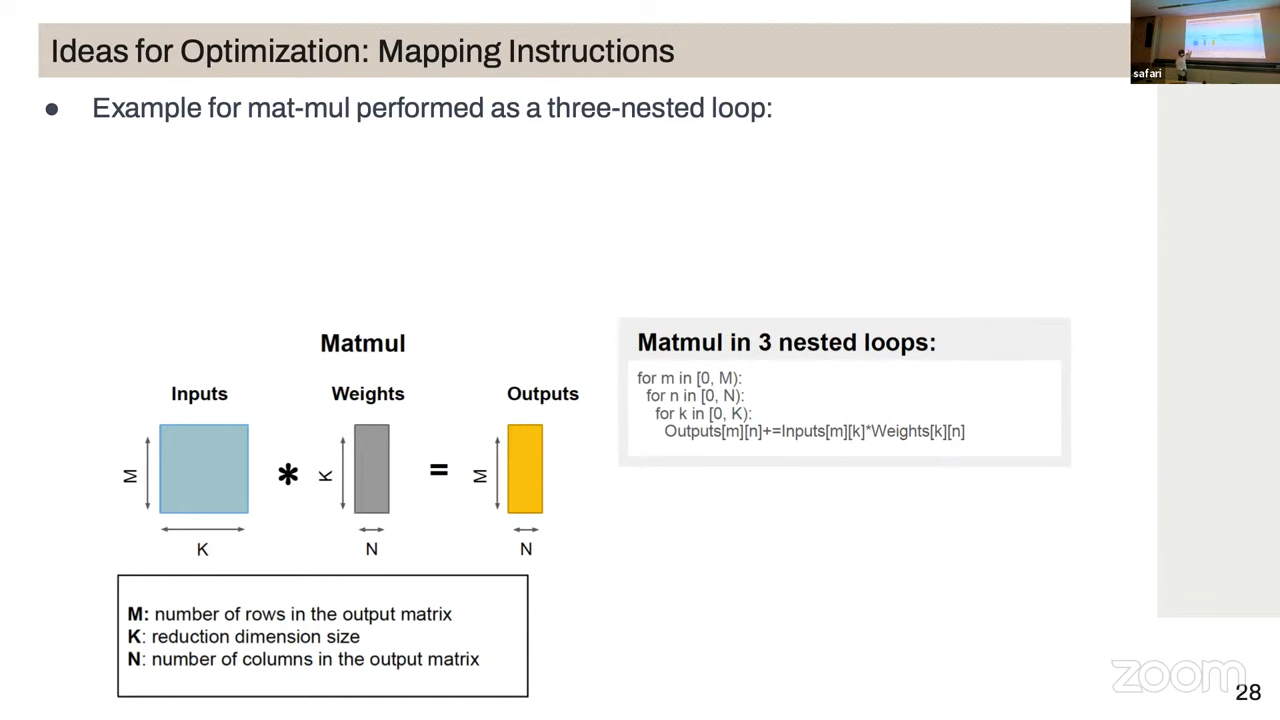 Ideas for Optimization: Mapping Instructions
safari
● Example for mat-mul performed as a three-nested loop:
Matmul
Inputs Weights Outputs
M * K = M
K N N
M: number of rows in the output matrix
K: reduction dimension size
N: number of columns in the output matrix
Matmul in 3 nested loops:
for m in [0, M):
for n in [0, N):
for k in [0, K):
Outputs[m][n]+=Inputs[m][k]*Weights[k][n]
zoom
28